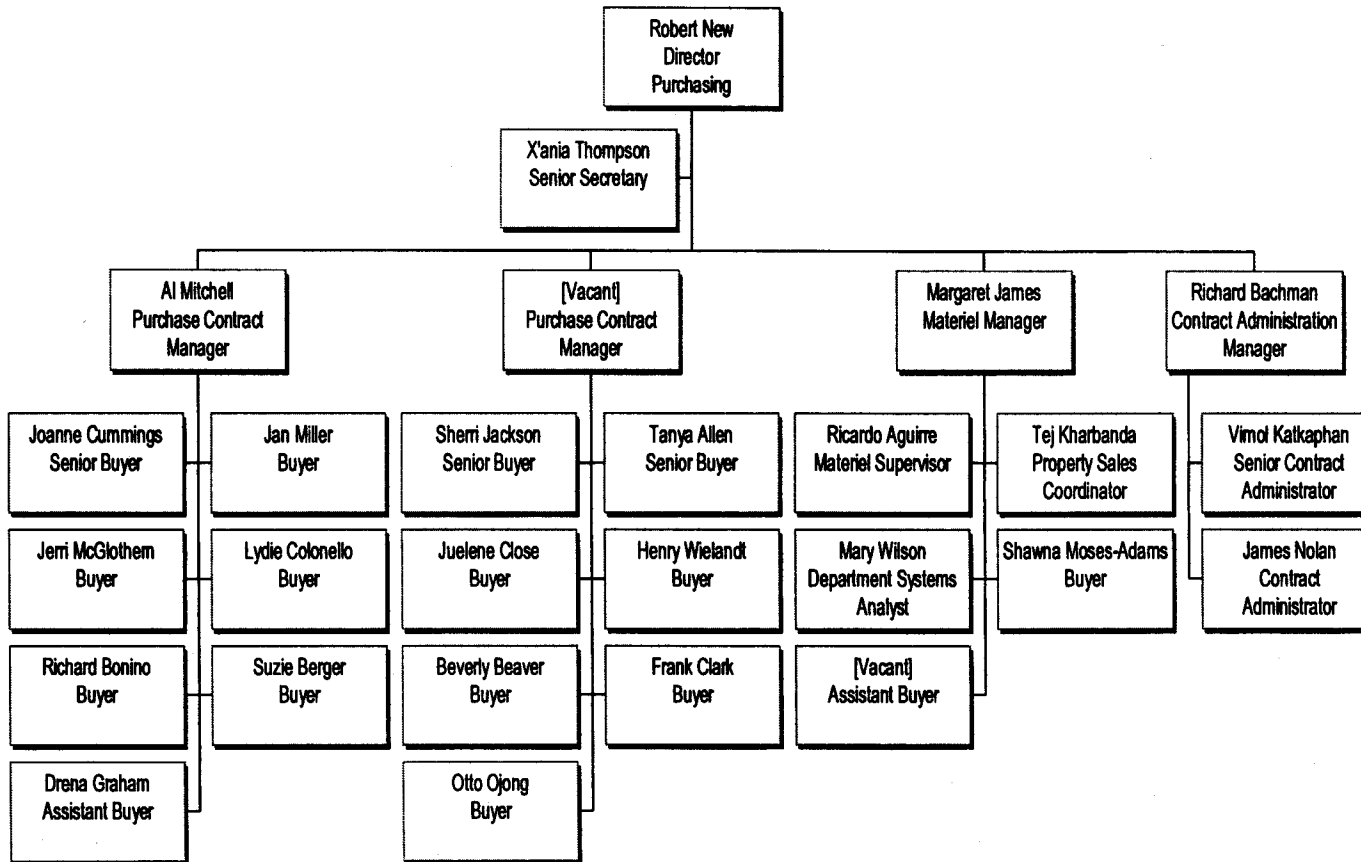 Robert New
Director
Purchasing
X'ania Thompson
Senior Secretary
Al Mitchell
Purchase Contract
Manager
[Vacant]
Purchase Contract
Manager
Margaret James
Materiel Manager
Richard Bachman
Contract Administration
Manager
Joanne Cummings
Senior Buyer
Jan Miller
Buyer
Sherri Jackson
Senior Buyer
Tanya Allen
Senior Buyer
Ricardo Aguirre
Materiel Supervisor
Tej Kharbanda
Property Sales
Coordinator
Vimol Katkaphan
Senior Contract
Administrator
Jerri McGlothern
Buyer
Lydie Colonello
Buyer
Juelene Close
Buyer
Henry Wielandt
Buyer
Mary Wilson
Department Systems
Analyst
Shawna Moses-Adams
Buyer
James Nolan
Contract
Administrator
Richard Bonino
Buyer
Suzie Berger
Buyer
Beverly Beaver
Buyer
Frank Clark
Buyer
[Vacant]
Assistant Buyer
Drena Graham
Assistant Buyer
Otto Ojong
Buyer